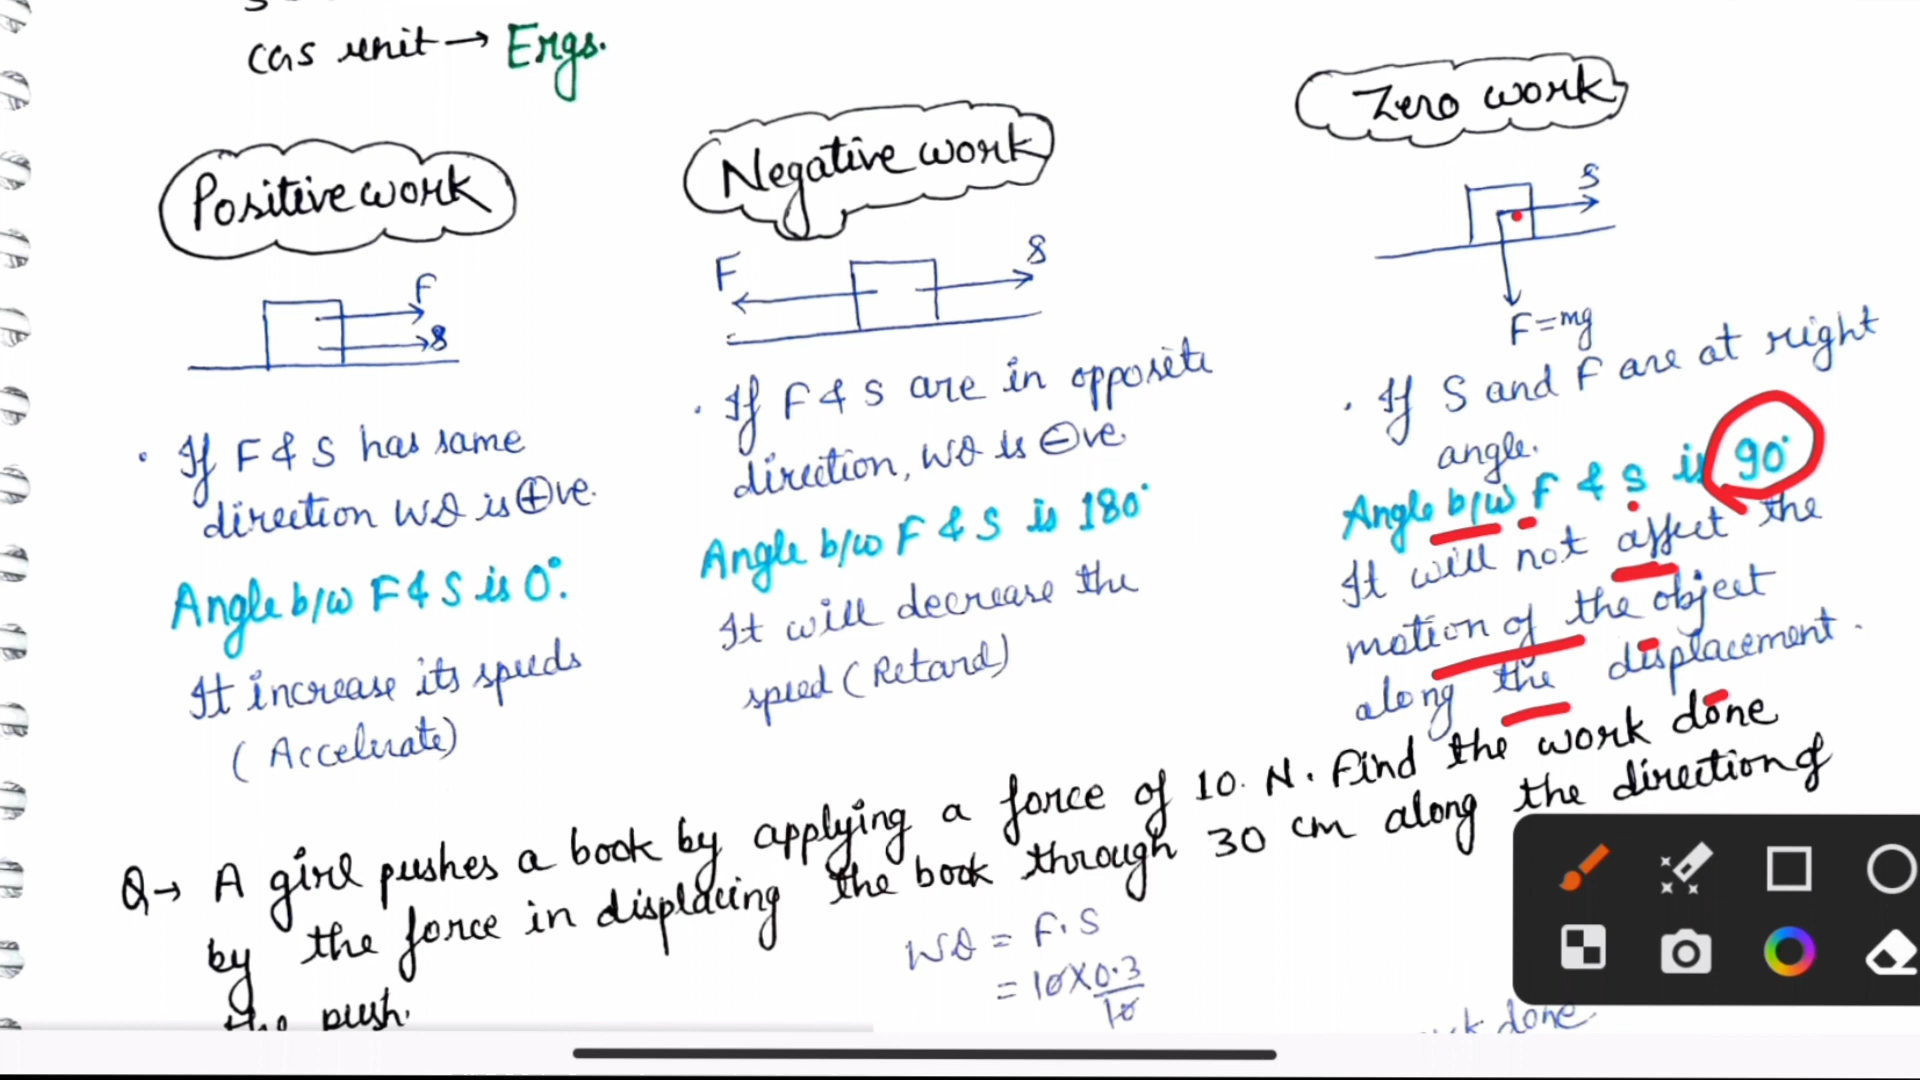 CGS unit → Ergs.
Positive work
F
S
• If F & S has same
direction WD is ⊕ve.
Angle b/w F & S is 0°.
It increase its speeds
( Accelerate)
Negative work
F
S
• If F & S are in opposite
direction, WD is ⊖ve.
Angle b/w F & S is 180°
It will decrease the
speed (Retard)
Zero work
S
F=mg
• If S and F are at right
angle.
Angle b/w F & S is 90°
It will not affect the
motion of the object
along the displacement.
Q→ A girl pushes a book by applying a force of 10. N. Find the work done
by the force in displacing the book through 30 cm along the direction of
the push.
WD = F.S
= 10X0.3
10
done